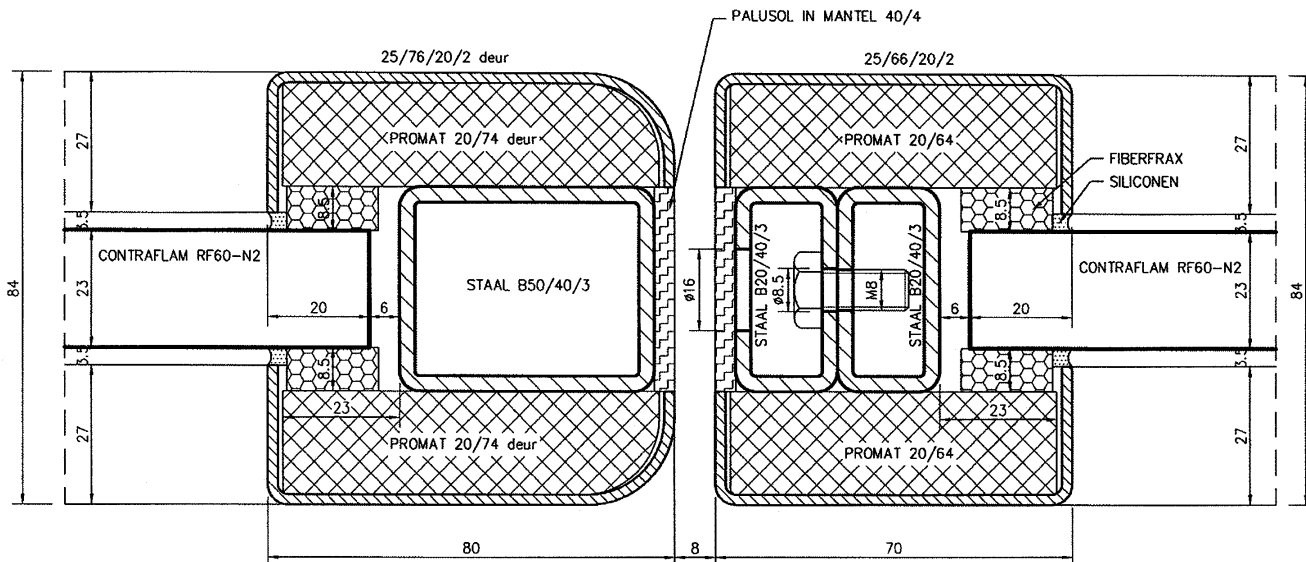 PALUSOL IN MANTEL 40/4
25/76/20/2 deur
25/66/20/2
PROMAT 20/74 deur
PROMAT 20/64
FIBERFRAX
SILICONEN
27
27
3.5
8.5
8.5
3.5
CONTRAFLAM RF60-N2
STAAL B50/40/3
STAAL B20/40/3
STAAL B20/40/3
CONTRAFLAM RF60-N2
84
23
20
6
ø16
ø8.5
M8
6
20
23
84
3.5
8.5
8.5
3.5
23
23
27
27
PROMAT 20/74 deur
PROMAT 20/64
80
8
70